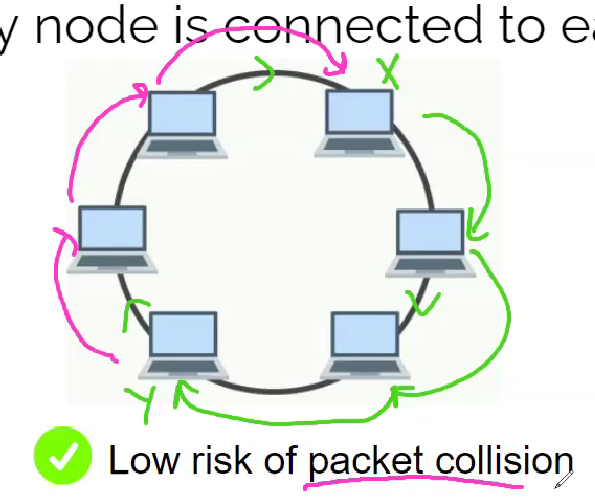 y node is connected to ea
X
Y
Low risk of packet collision